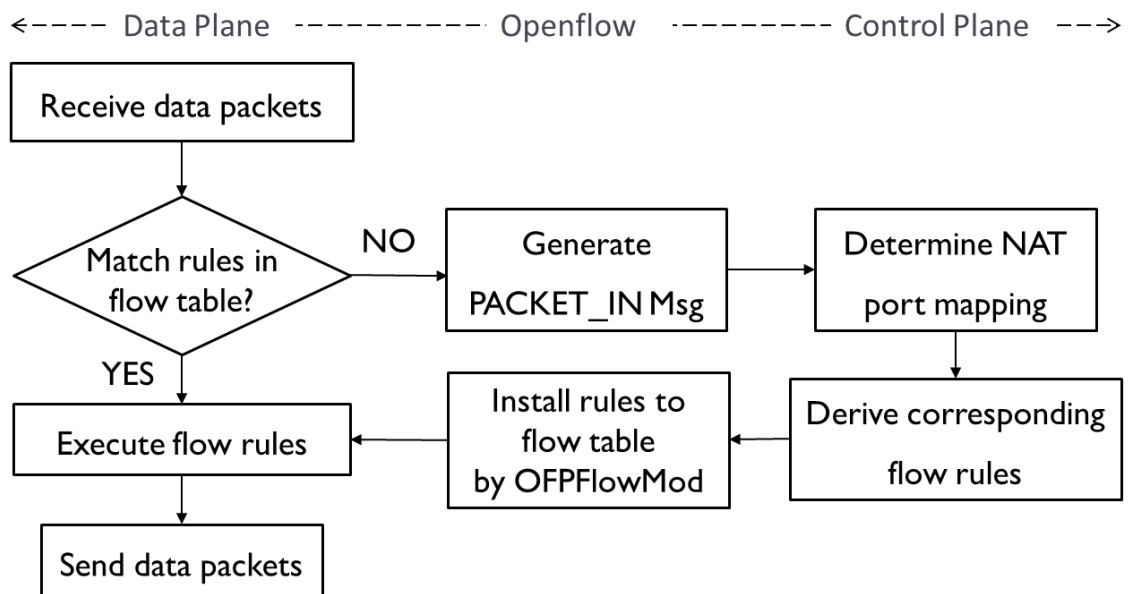 Data Plane
Openflow
Control Plane
Receive data packets
Match rules in
flow table?
NO
Generate
PACKET_IN Msg
Determine NAT
port mapping
YES
Execute flow rules
Install rules to
flow table
by OFPFlowMod
Derive corresponding
flow rules
Send data packets